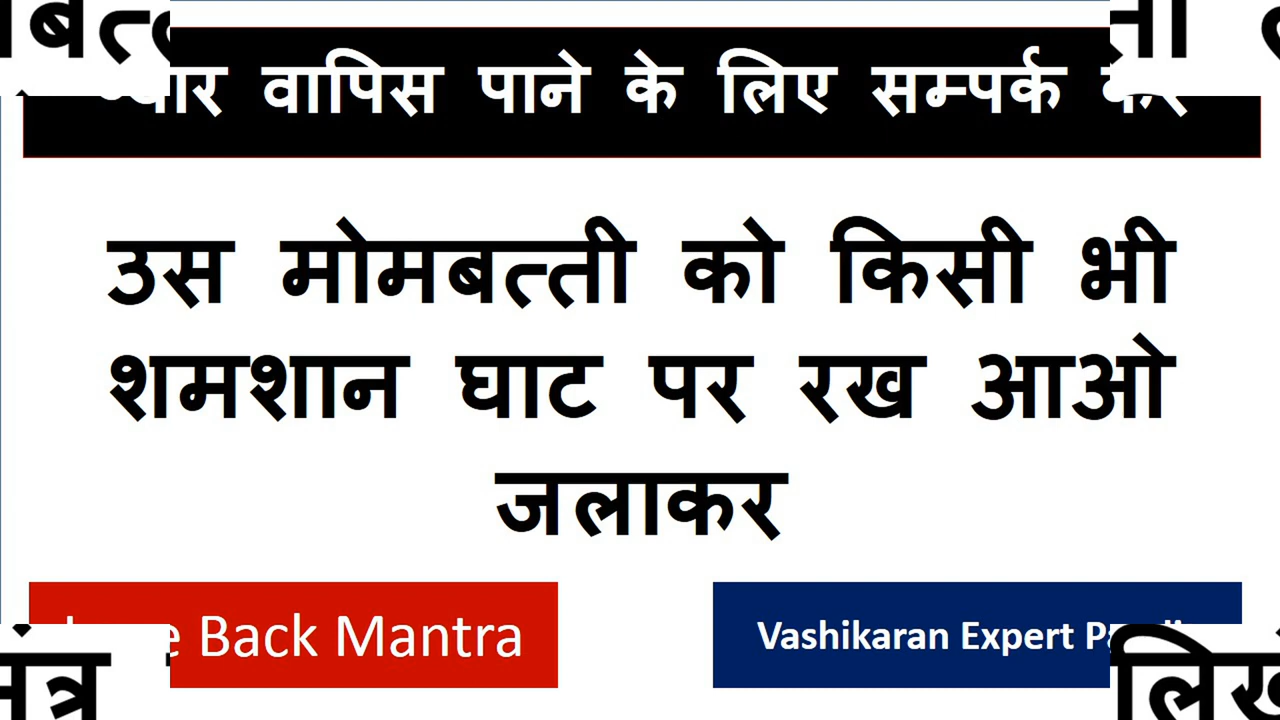 वापिस पाने के लिए सम्पर्क
उस मोमबत्ती को किसी भी
शमशान घाट पर रख आओ
जलाकर
Back Mantra
Vashikaran Expert